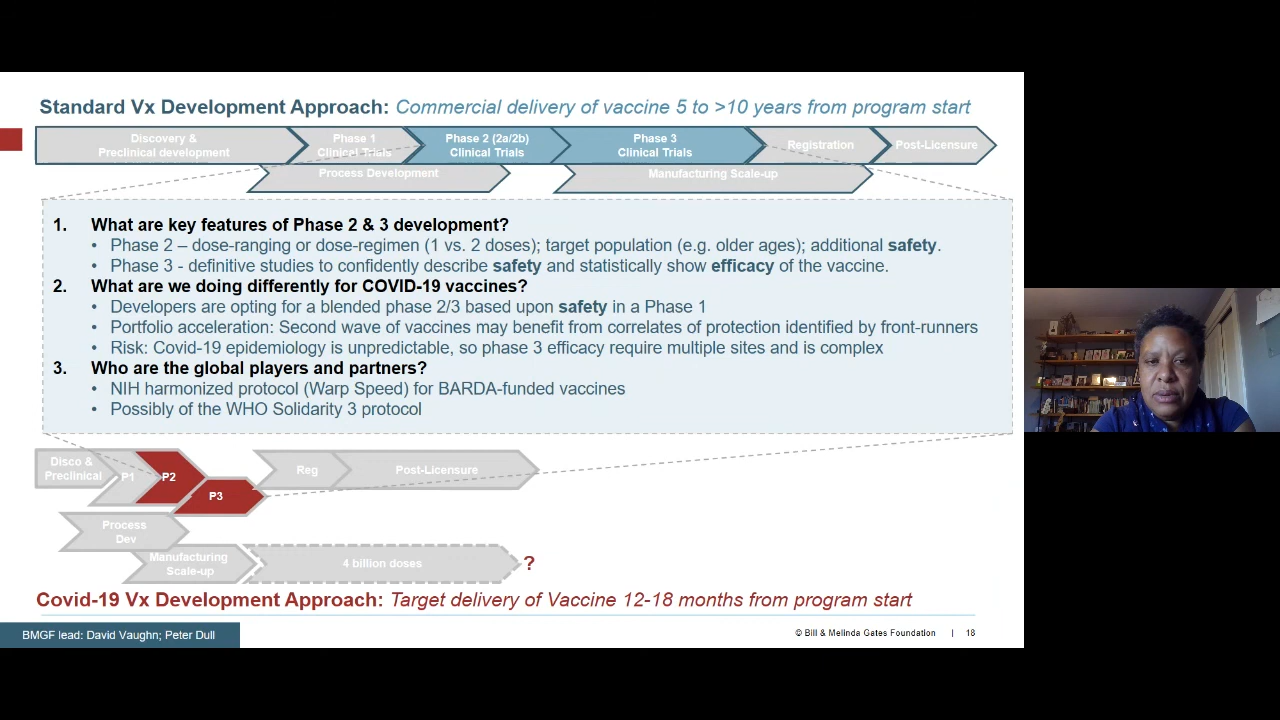 Standard Vx Development Approach: Commercial delivery of vaccine 5 to >10 years from program start
Discovery &
Preclinical development
Phase 1
Clinical Trials
Phase 2 (2a/2b)
Clinical Trials
Phase 3
Clinical Trials
Registration
Post-Licensure
Process Development
Manufacturing Scale-up
1. What are key features of Phase 2 & 3 development?
• Phase 2 – dose-ranging or dose-regimen (1 vs. 2 doses); target population (e.g. older ages); additional safety.
• Phase 3 - definitive studies to confidently describe safety and statistically show efficacy of the vaccine.
2. What are we doing differently for COVID-19 vaccines?
• Developers are opting for a blended phase 2/3 based upon safety in a Phase 1
• Portfolio acceleration: Second wave of vaccines may benefit from correlates of protection identified by front-runners
• Risk: Covid-19 epidemiology is unpredictable, so phase 3 efficacy require multiple sites and is complex
3. Who are the global players and partners?
• NIH harmonized protocol (Warp Speed) for BARDA-funded vaccines
• Possibly of the WHO Solidarity 3 protocol
Disco &
Preclinical
P1
P2
P3
Reg
Post-Licensure
Process
Dev
Manufacturing
Scale-up
4 billion doses
?
Covid-19 Vx Development Approach: Target delivery of Vaccine 12-18 months from program start
BMGF lead: David Vaughn; Peter Dull
© Bill & Melinda Gates Foundation | 18